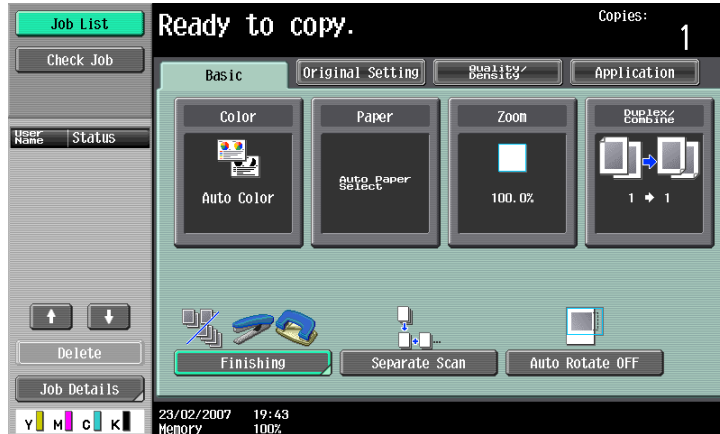 Job List
Ready to copy.
Copies:
1
Check Job
Basic
Original Setting
Quality/
Density
Application
User
Name
Status
Color
Paper
Zoom
Duplex/
Combine
Auto Color
Auto Paper
Select
100.0%
1 → 1
Finishing
Separate Scan
Auto Rotate OFF
Delete
Job Details
Y M C K
23/02/2007 19:43
Memory 100%